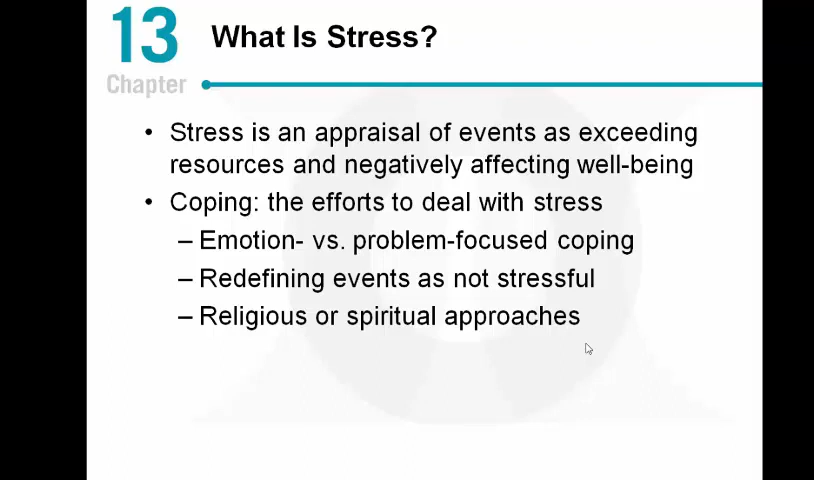 13
Chapter
What Is Stress?
• Stress is an appraisal of events as exceeding
resources and negatively affecting well-being
• Coping: the efforts to deal with stress
– Emotion- vs. problem-focused coping
– Redefining events as not stressful
– Religious or spiritual approaches